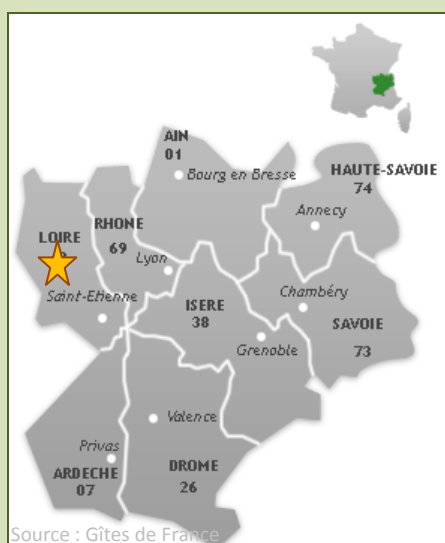 AIN
01
Bourg en Bresse
HAUTE-SAVOIE
74
Annecy
RHONE
69
LOIRE
Lyon
Saint-Etienne
ISERE
38
Chambéry
SAVOIE
73
Grenoble
Valence
Privas
ARDECHE
07
DROME
26
Source : Gîtes de France